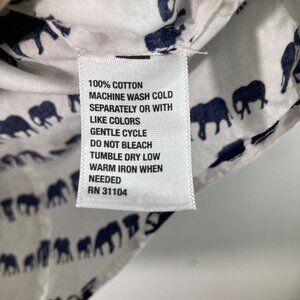 100% COTTON
MACHINE WASH COLD
SEPARATELY OR WITH
LIKE COLORS
GENTLE CYCLE
DO NOT BLEACH
TUMBLE DRY LOW
WARM IRON WHEN
NEEDED
RN 31104